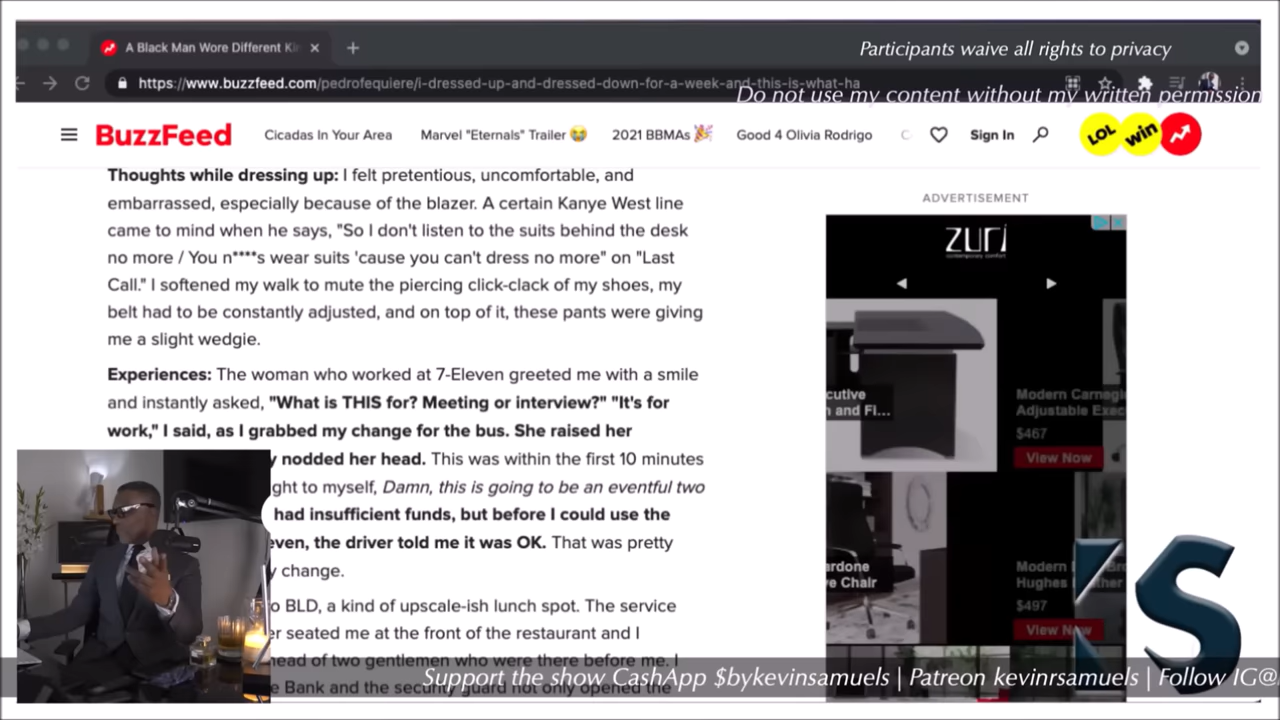 A Black Man Wore Different Ki
Participants waive all rights to privacy
https://www.buzzfeed.com/pedrofequiere/i-dressed-up-and-dressed-down-for-a-week-and-this-is-what-ha
Do not use my content without my written permission
BuzzFeed
Cicadas In Your Area
Marvel "Eternals" Trailer 😭
2021 BBMAs 🎉
Good 4 Olivia Rodrigo
C
Sign In
LOL
win
Thoughts while dressing up: I felt pretentious, uncomfortable, and
embarrassed, especially because of the blazer. A certain Kanye West line
came to mind when he says, "So I don't listen to the suits behind the desk
no more / You n****s wear suits 'cause you can't dress no more" on "Last
Call." I softened my walk to mute the piercing click-clack of my shoes, my
belt had to be constantly adjusted, and on top of it, these pants were giving
me a slight wedgie.
Experiences: The woman who worked at 7-Eleven greeted me with a smile
and instantly asked, "What is THIS for? Meeting or interview?" "It's for
work," I said, as I grabbed my change for the bus. She raised her
y nodded her head. This was within the first 10 minutes
ght to myself, Damn, this is going to be an eventful two
had insufficient funds, but before I could use the
even, the driver told me it was OK. That was pretty
y change.
o BLD, a kind of upscale-ish lunch spot. The service
er seated me at the front of the restaurant and I
head of two gentlemen who were there before me. I
e Bank and the security guard not only opened the
ADVERTISEMENT
zuri
contemporary comfort
cutive
n and Fl...
Modern Carnegi
Adjustable Exec
$467
View Now
ardone
ve Chair
Modern
Br
Hughes
ther
$497
View Now
KS
Support the show CashApp $bykevinsamuels | Patreon kevinrsamuels | Follow IG@